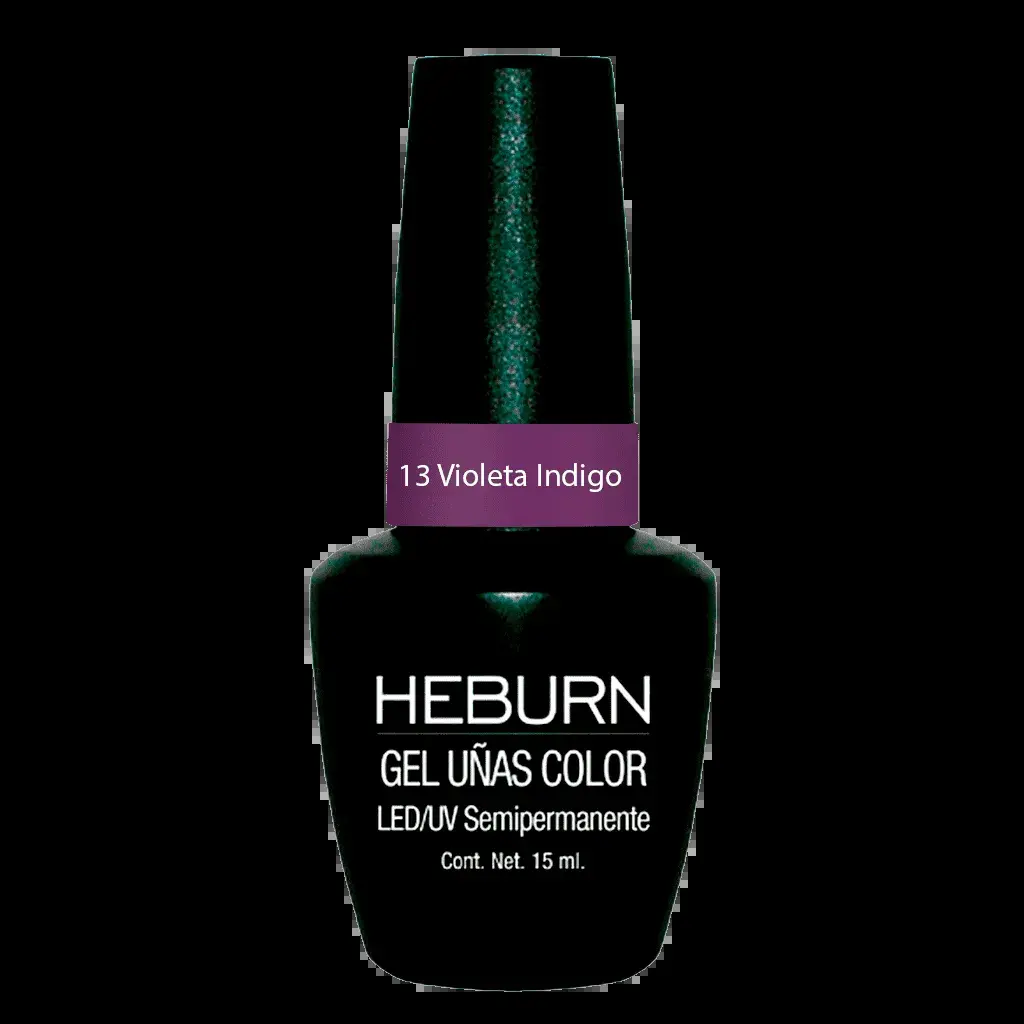 13 Violeta Indigo
HEBURN
GEL UÑAS COLOR
LED/UV Semipermanente
Cont. Net. 15 ml.